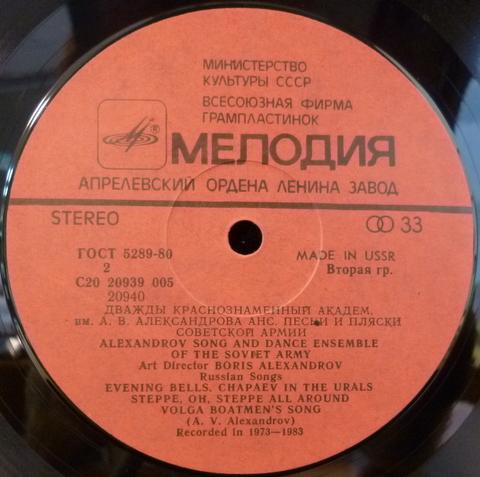 МИНИСТЕРСТВО
КУЛЬТУРЫ СССР
ВСЕСОЮЗНАЯ ФИРМА
ГРАМПЛАСТИНОК
МЕЛОДИЯ
АПРЕЛЕВСКИЙ ОРДЕНА ЛЕНИНА ЗАВОД
STEREO 33
ГОСТ 5289-80 MADE IN USSR
2 Вторая гр.
С20 20939 005
20940
ДВАЖДЫ КРАСНОЗНАМЕННЫЙ АКАДЕМ.
им. А. В. АЛЕКСАНДРОВА АНС. ПЕСНИ И ПЛЯСКИ
СОВЕТСКОЙ АРМИИ
ALEXANDROV SONG AND DANCE ENSEMBLE
OF THE SOVIET ARMY
Art Director BORIS ALEXANDROV
Russian Songs
EVENING BELLS, CHAPAEV IN THE URALS
STEPPE, OH, STEPPE ALL AROUND
VOLGA BOATMEN'S SONG
(A. V. Alexandrov)
Recorded in 1973—1983